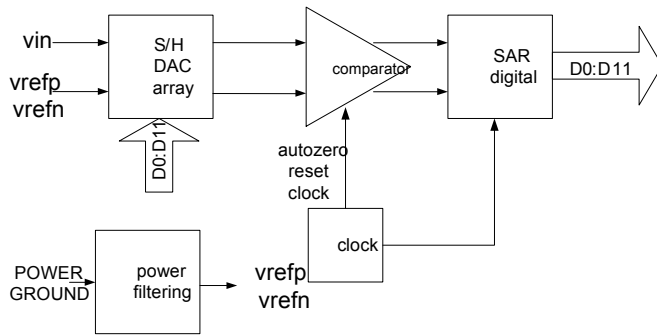 vin
vrefp
vrefn
S/H
DAC
array
D0:D11
comparator
SAR
digital
D0:D11
autozero
reset
clock
clock
POWER
GROUND
power
filtering
vrefp
vrefn